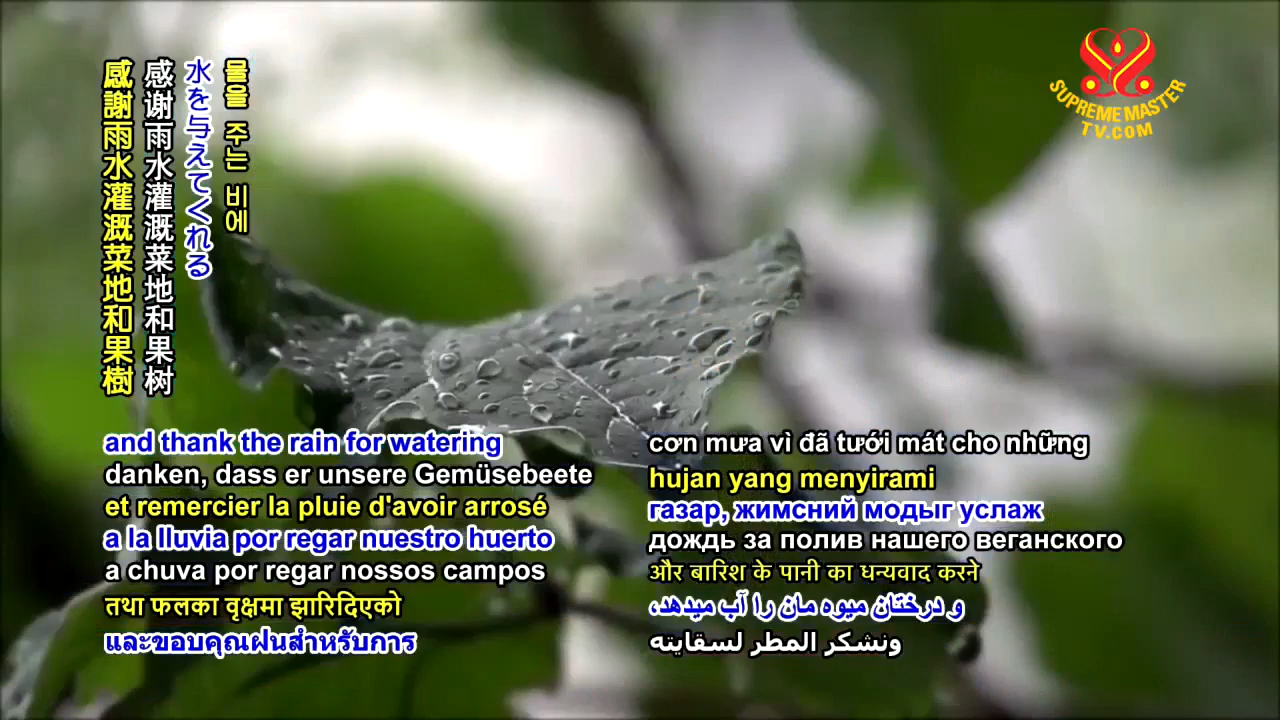 感謝雨水灌溉菜地和果樹
感谢雨水灌溉菜地和果树
水を与えてくれる
물을 주는 비에
SUPREME MASTER
TV.COM
and thank the rain for watering
danken, dass er unsere Gemüsebeete
et remercier la pluie d'avoir arrosé
a la lluvia por regar nuestro huerto
a chuva por regar nossos campos
तथा फलका वृक्षमा झारिदिएको
และขอบคุณฝนสำหรับการ
cơn mưa vì đã tưới mát cho những
hujan yang menyirami
газар, жимсний модыг услаж
дождь за полив нашего веганского
और बारिश के पानी का धन्यवाद करने
و درختان میوه مان را آب میدهد،
ونشكر المطر لسقايته